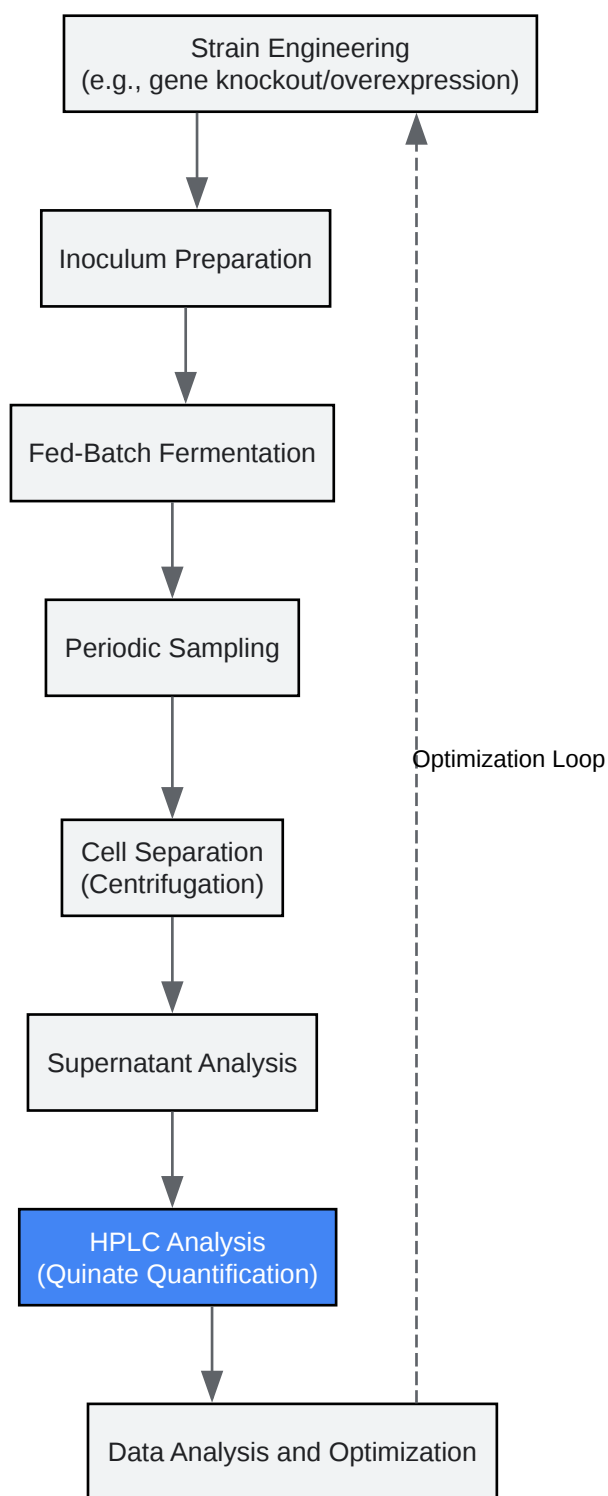 Strain Engineering
(e.g., gene knockout/overexpression)
Inoculum Preparation
Fed-Batch Fermentation
Periodic Sampling
Optimization Loop
Cell Separation
(Centrifugation)
Supernatant Analysis
HPLC Analysis
(Quinate Quantification)
Data Analysis and Optimization